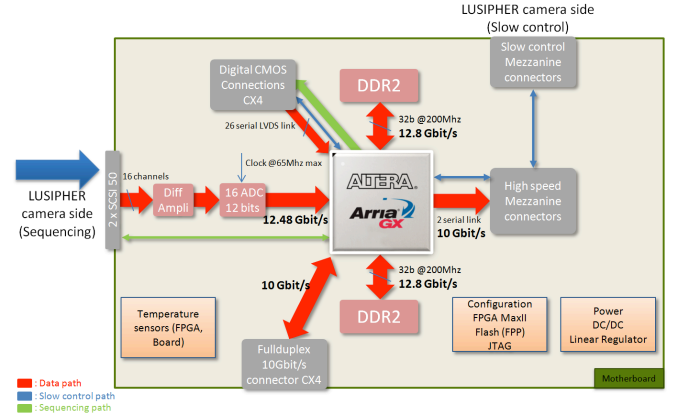 LUSIPHER camera side
(Slow control)
Slow control
Mezzanine
connectors
Digital CMOS
Connections
CX4
DDR2
32b @200Mhz
12.8 Gbit/s
26 serial LVDS link
Clock @65Mhz max
2 x SCSI 50
16 channels
Diff
Ampli
16 ADC
12 bits
12.48 Gbit/s
ALTERA.
Arria
GX
High speed
Mezzanine
connectors
2 serial link
10 Gbit/s
LUSIPHER
camera side
(Sequencing)
10 Gbit/s
32b @200Mhz
12.8 Gbit/s
DDR2
Temperature
sensors (FPGA,
Board)
Fullduplex
10Gbit/s
connector CX4
Configuration
FPGA MaxII
Flash (FPP)
JTAG
Power
DC/DC
Linear Regulator
Motherboard
: Data path
: Slow control path
: Sequencing path